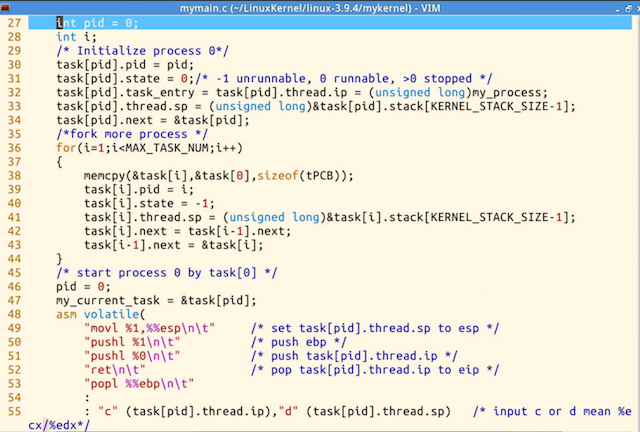 mymain.c (~/LinuxKernel/linux-3.9.4/mykernel) - VIM
27 int pid = 0;
28 int i;
29 /* Initialize process 0*/
30 task[pid].pid = pid;
31 task[pid].state = 0;/* -1 unrunnable, 0 runnable, >0 stopped */
32 task[pid].task_entry = task[pid].thread.ip = (unsigned long)my_process;
33 task[pid].thread.sp = (unsigned long)&task[pid].stack[KERNEL_STACK_SIZE-1];
34 task[pid].next = &task[pid];
35 /*fork more process */
36 for(i=1;i<MAX_TASK_NUM;i++)
37 {
38 memcpy(&task[i],&task[0],sizeof(tPCB));
39 task[i].pid = i;
40 task[i].state = -1;
41 task[i].thread.sp = (unsigned long)&task[i].stack[KERNEL_STACK_SIZE-1];
42 task[i].next = task[i-1].next;
43 task[i-1].next = &task[i];
44 }
45 /* start process 0 by task[0] */
46 pid = 0;
47 my_current_task = &task[pid];
48 asm volatile(
49 "movl %1,%%esp\n\t" /* set task[pid].thread.sp to esp */
50 "pushl %1\n\t" /* push ebp */
51 "pushl %0\n\t" /* push task[pid].thread.ip */
52 "ret\n\t" /* pop task[pid].thread.ip to eip */
53 "popl %%ebp\n\t"
54 :
55 : "c" (task[pid].thread.ip),"d" (task[pid].thread.sp) /* input c or d mean %e
cx/%edx*/